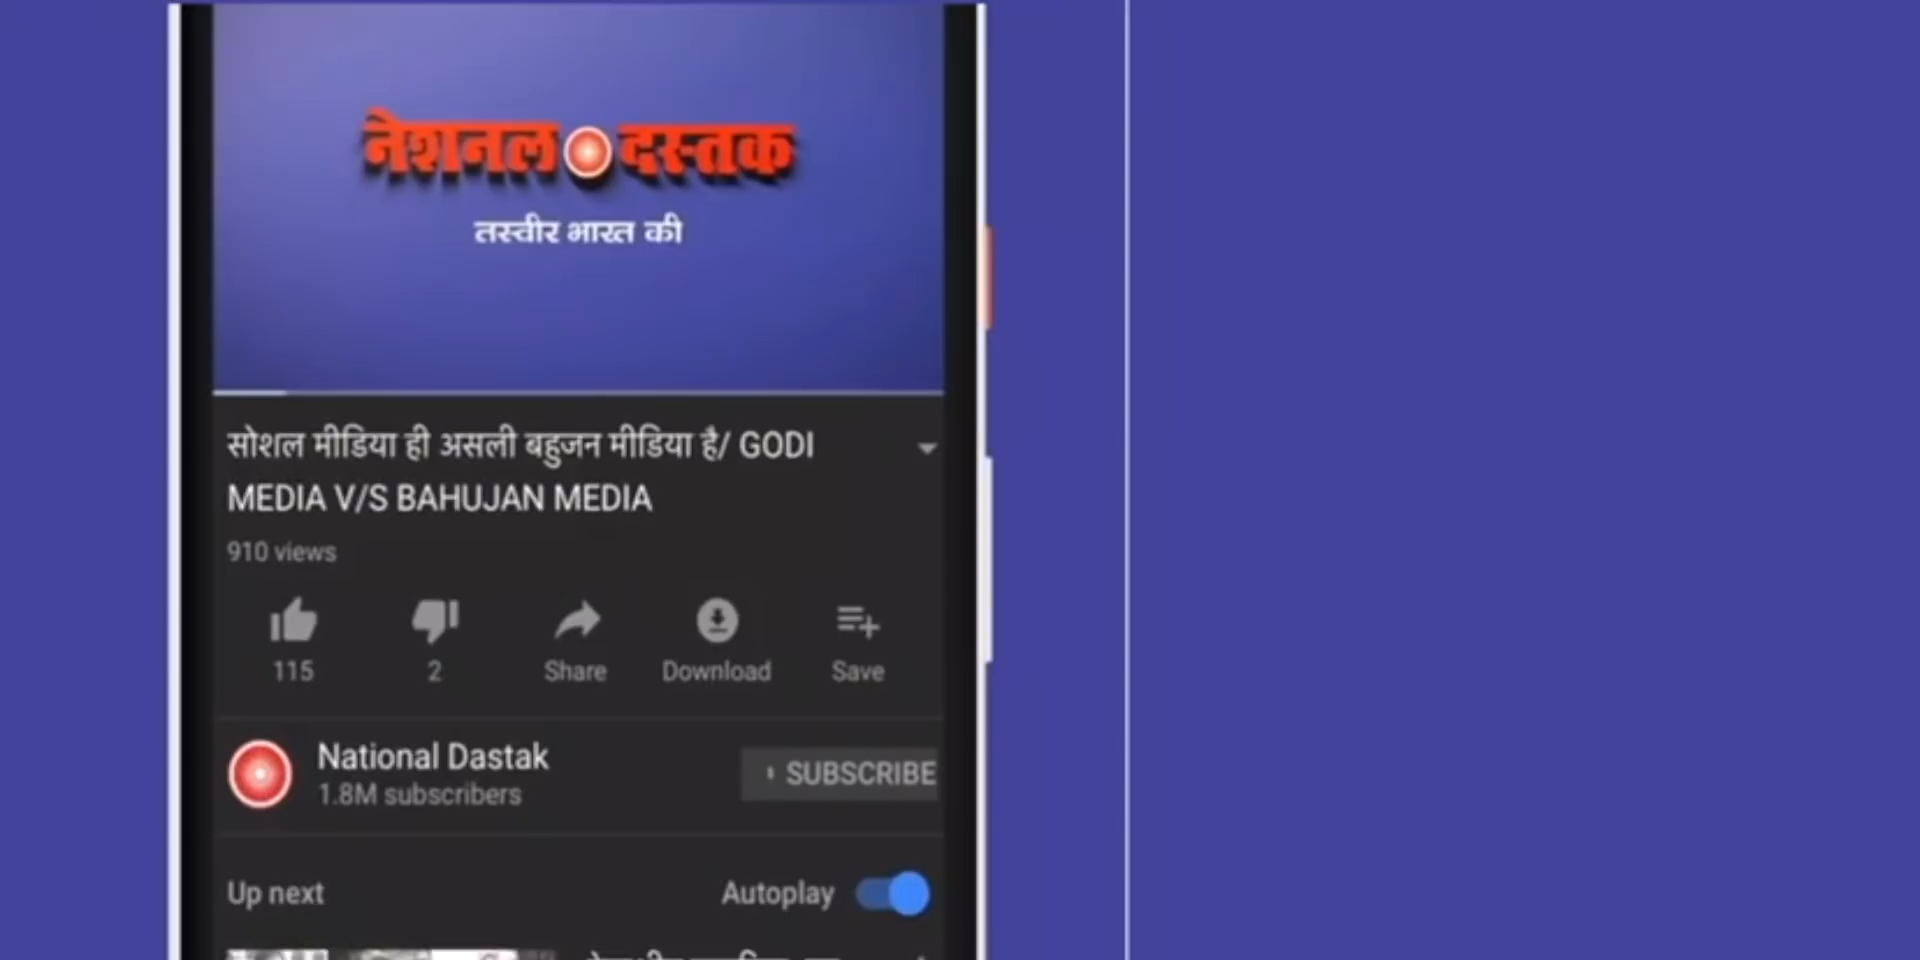 नेशनल दस्तक
तस्वीर भारत की
सोशल मीडिया ही असली बहुजन मीडिया है/ GODI
MEDIA V/S BAHUJAN MEDIA
910 views
115
2
Share
Download
Save
National Dastak
SUBSCRIBE
1.8M subscribers
Up next
Autoplay